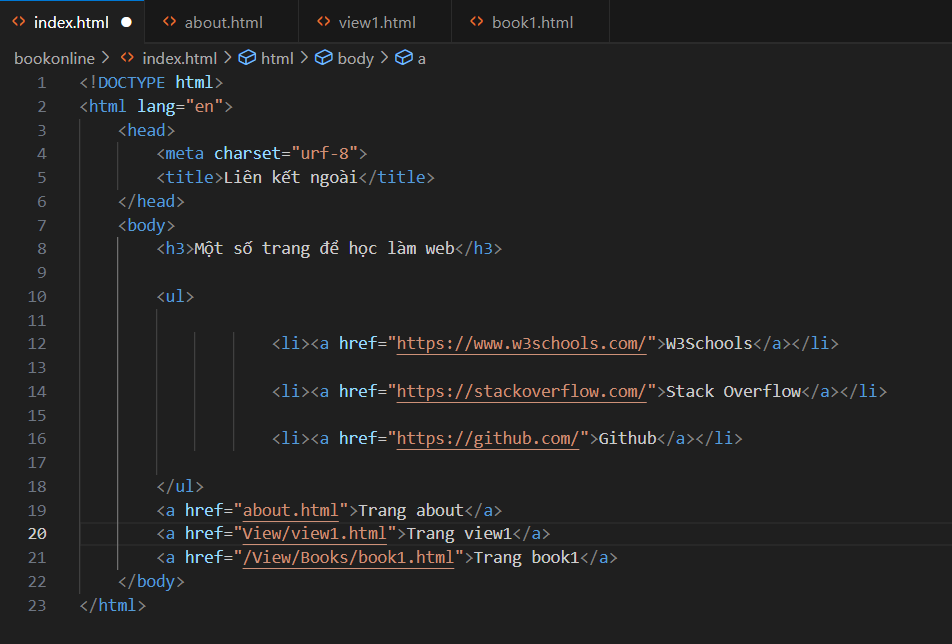 index.html about.html view1.html book1.html
bookonline > index.html > html > body > a
1 <!DOCTYPE html>
2 <html lang="en">
3 <head>
4 <meta charset="urf-8">
5 <title>Liên kết ngoài</title>
6 </head>
7 <body>
8 <h3>Một số trang để học làm web</h3>
9
10 <ul>
11
12 <li><a href="https://www.w3schools.com/">W3Schools</a></li>
13
14 <li><a href="https://stackoverflow.com/">Stack Overflow</a></li>
15
16 <li><a href="https://github.com/">Github</a></li>
17
18 </ul>
19 <a href="about.html">Trang about</a>
20 <a href="View/view1.html">Trang view1</a>
21 <a href="/View/Books/book1.html">Trang book1</a>
22 </body>
23 </html>